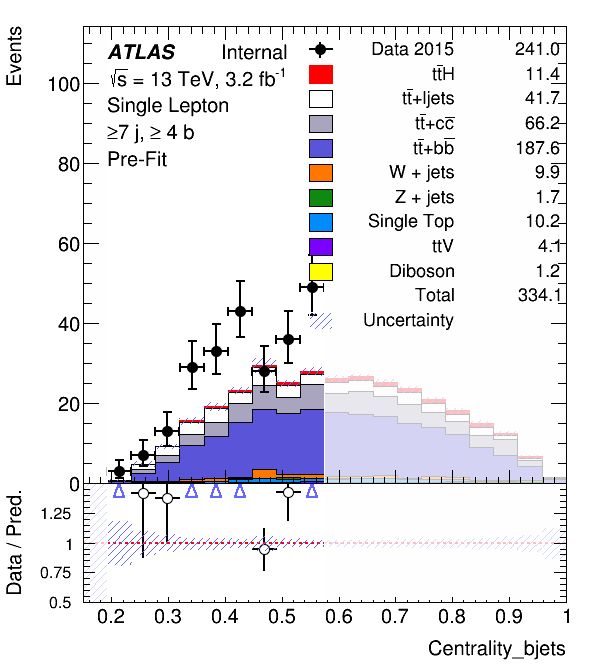 Events
ATLAS Internal
√s = 13 TeV, 3.2 fb-1
Single Lepton
≥7 j, ≥ 4 b
Pre-Fit
Data 2015 241.0
tt̄H 11.4
tt̄+ljets 41.7
tt̄+cc̄ 66.2
tt̄+bb̄ 187.6
W + jets 9.9
Z + jets 1.7
Single Top 10.2
ttV 4.1
Diboson 1.2
Total 334.1
Uncertainty
100
80
60
40
20
0
Data / Pred.
1.25
1
0.75
0.5
0.2 0.3 0.4 0.5 0.6 0.7 0.8 0.9 1
Centrality_bjets